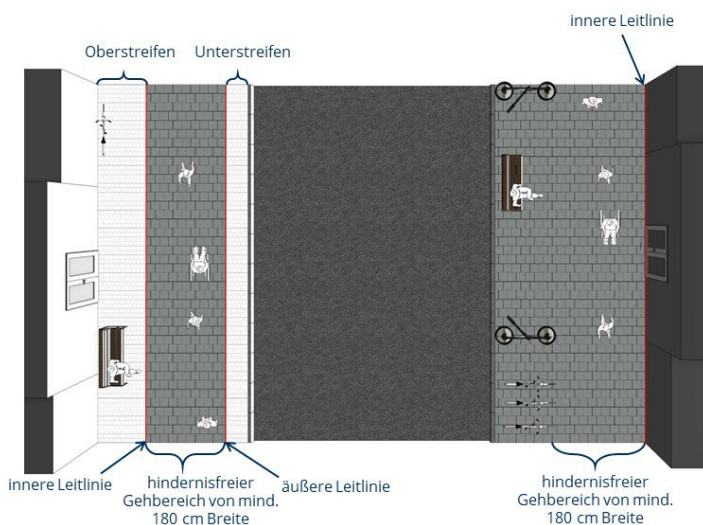 innere Leitlinie
Oberstreifen
Unterstreifen
innere Leitlinie
hindernisfreier
Gehbereich von mind.
180 cm Breite
äußere Leitlinie
hindernisfreier
Gehbereich von mind.
180 cm Breite